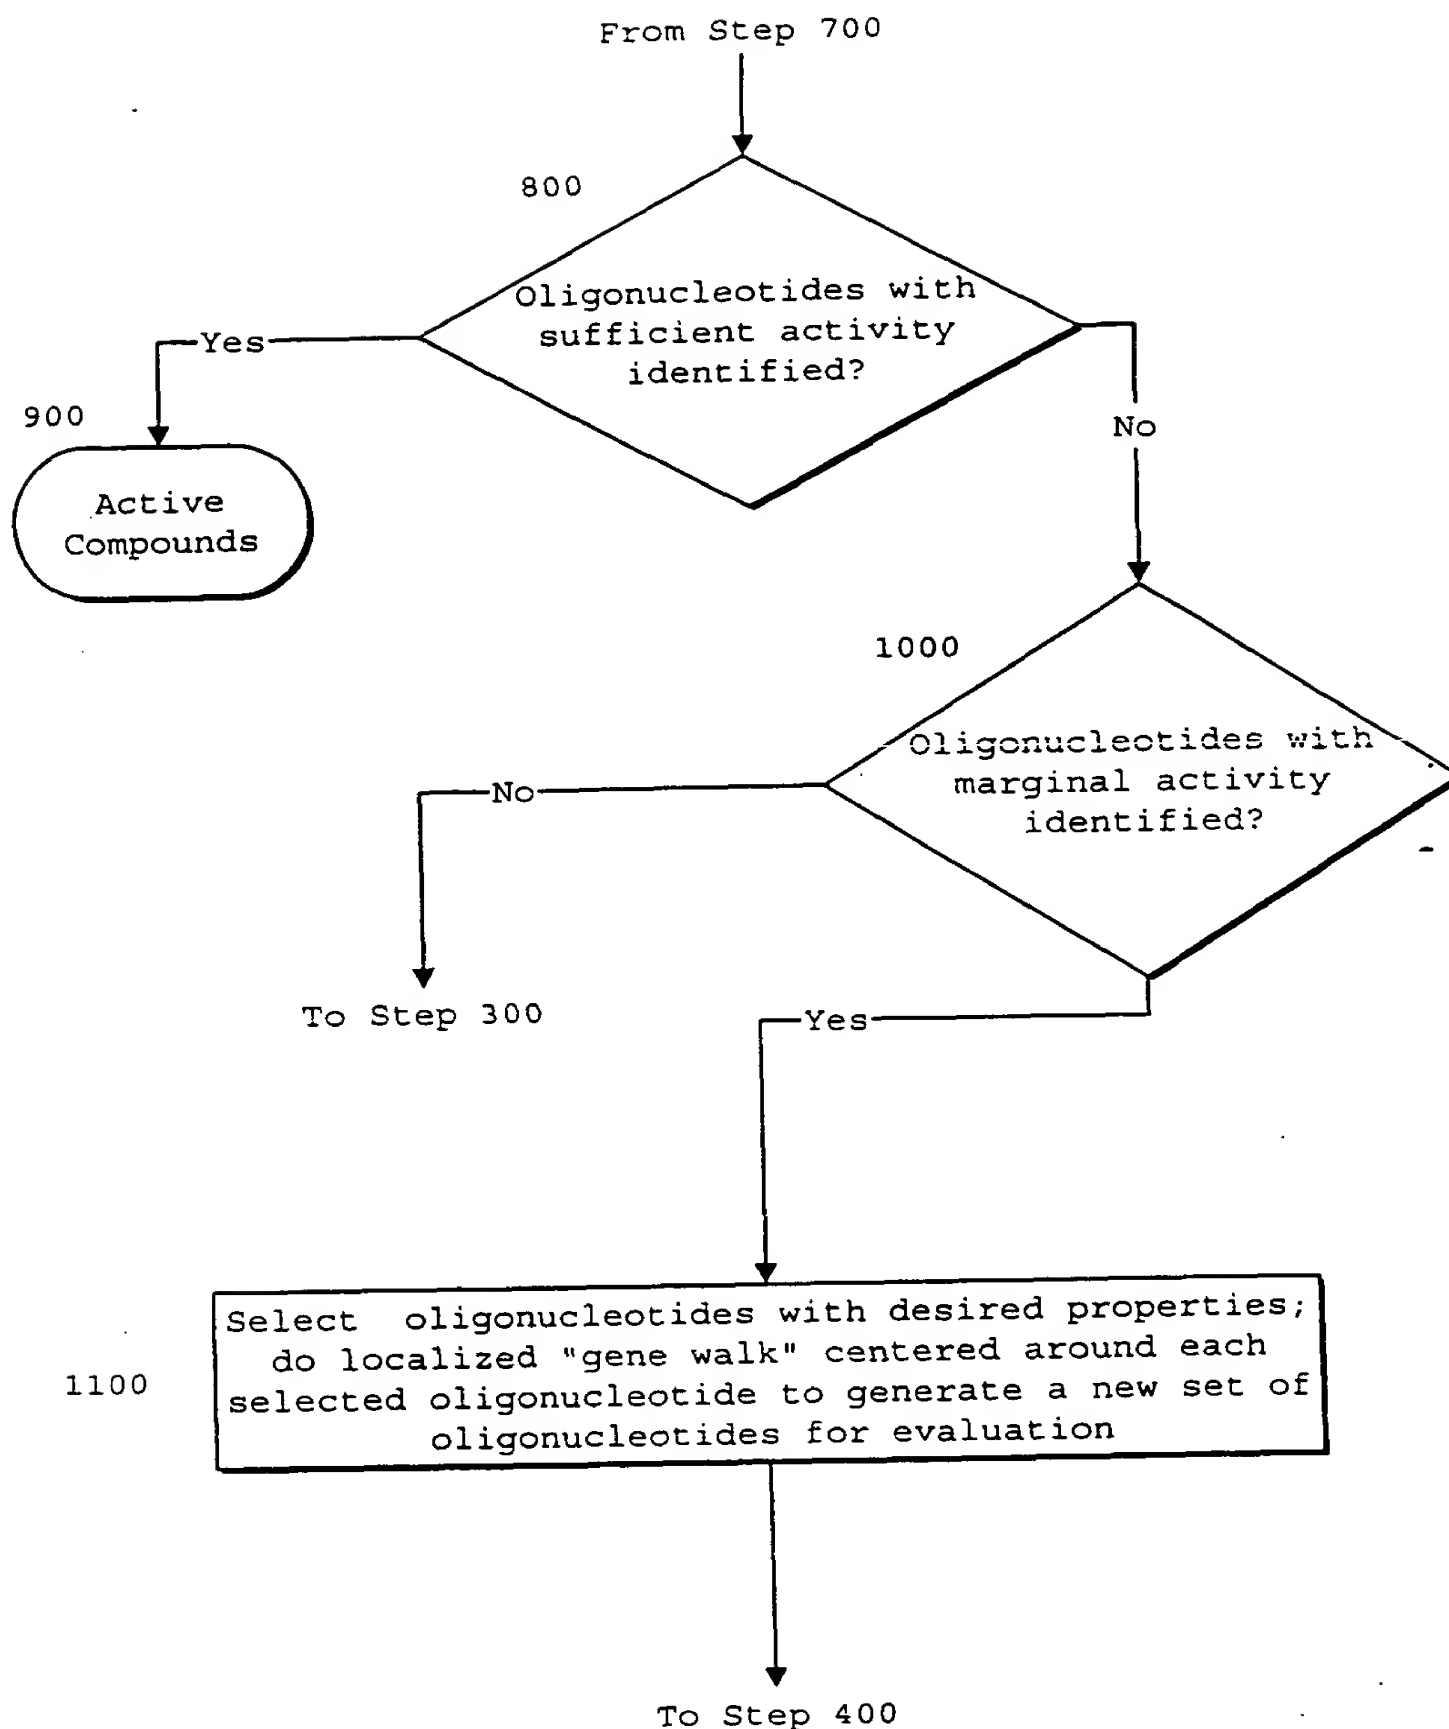 From Step 700
800
Oligonucleotides with
sufficient activity
identified?
Yes
No
900
Active
Compounds
1000
Oligonucleotides with
marginal activity
identified?
No
To Step 300
Yes
1100
Select oligonucleotides with desired properties;
do localized "gene walk" centered around each
selected oligonucleotide to generate a new set of
oligonucleotides for evaluation
To Step 400